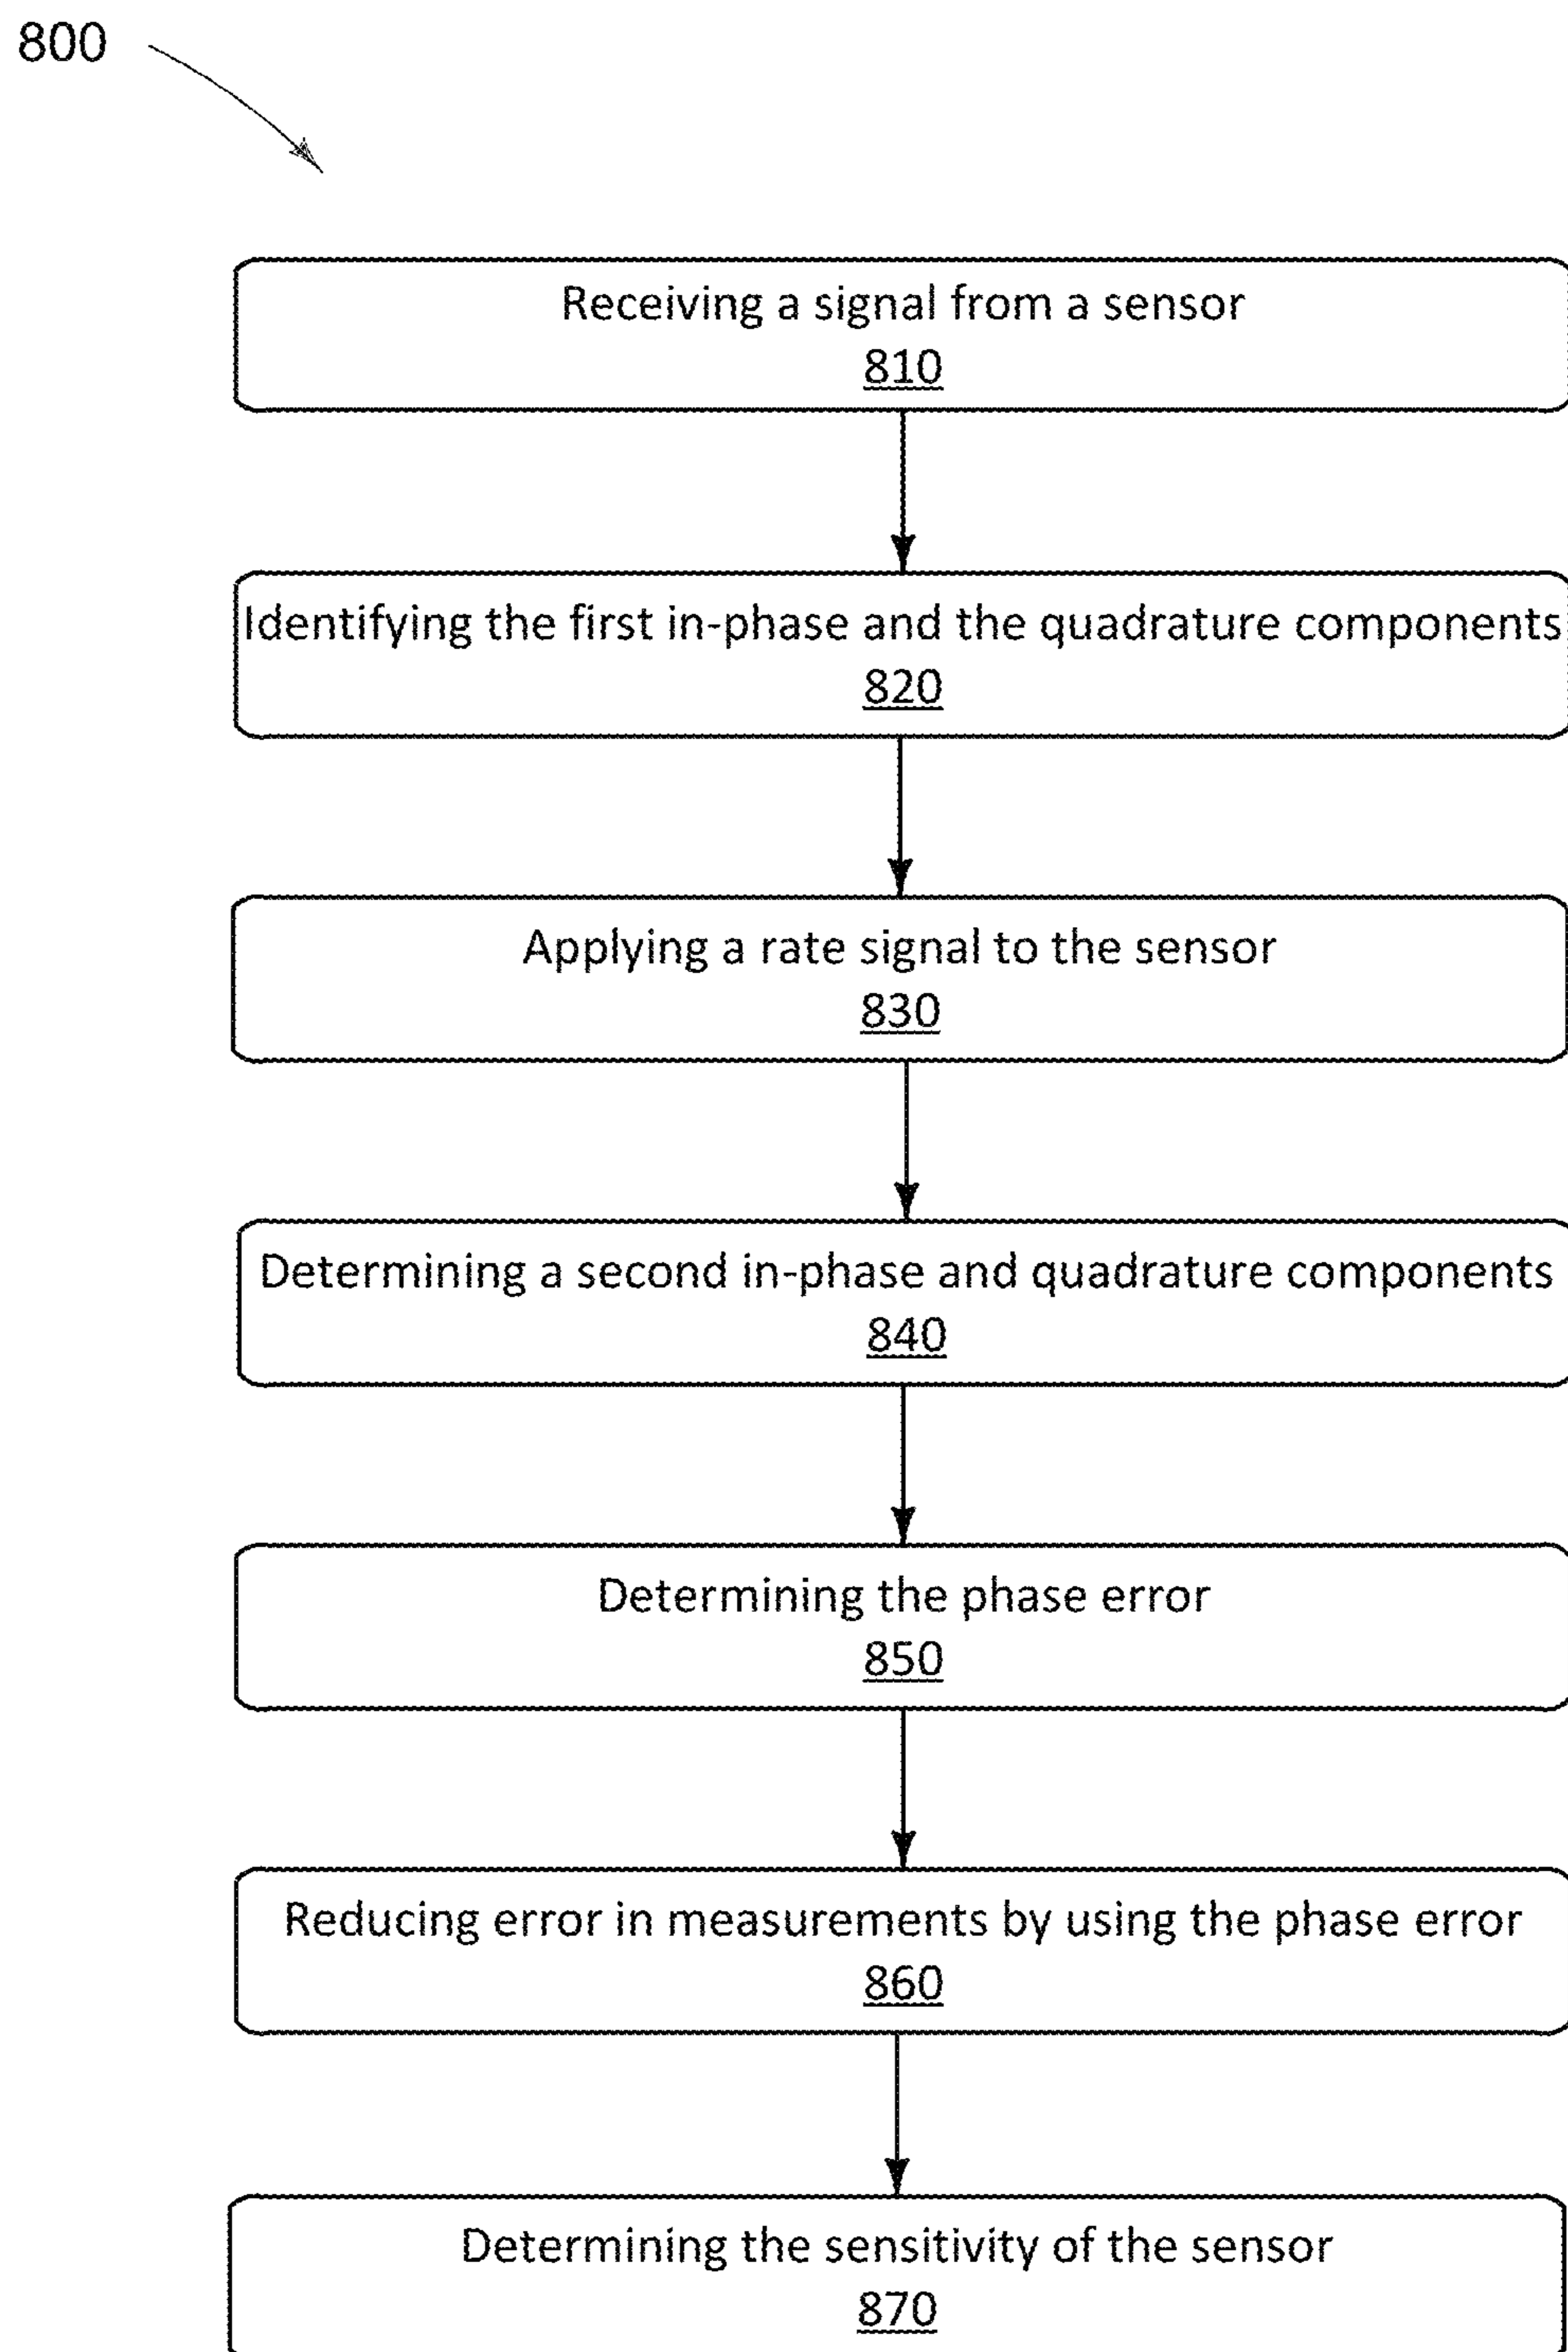 800
Receiving a signal from a sensor
810
Identifying the first in-phase and the quadrature components
820
Applying a rate signal to the sensor
830
Determining a second in-phase and quadrature components
840
Determining the phase error
850
Reducing error in measurements by using the phase error
860
Determining the sensitivity of the sensor
870